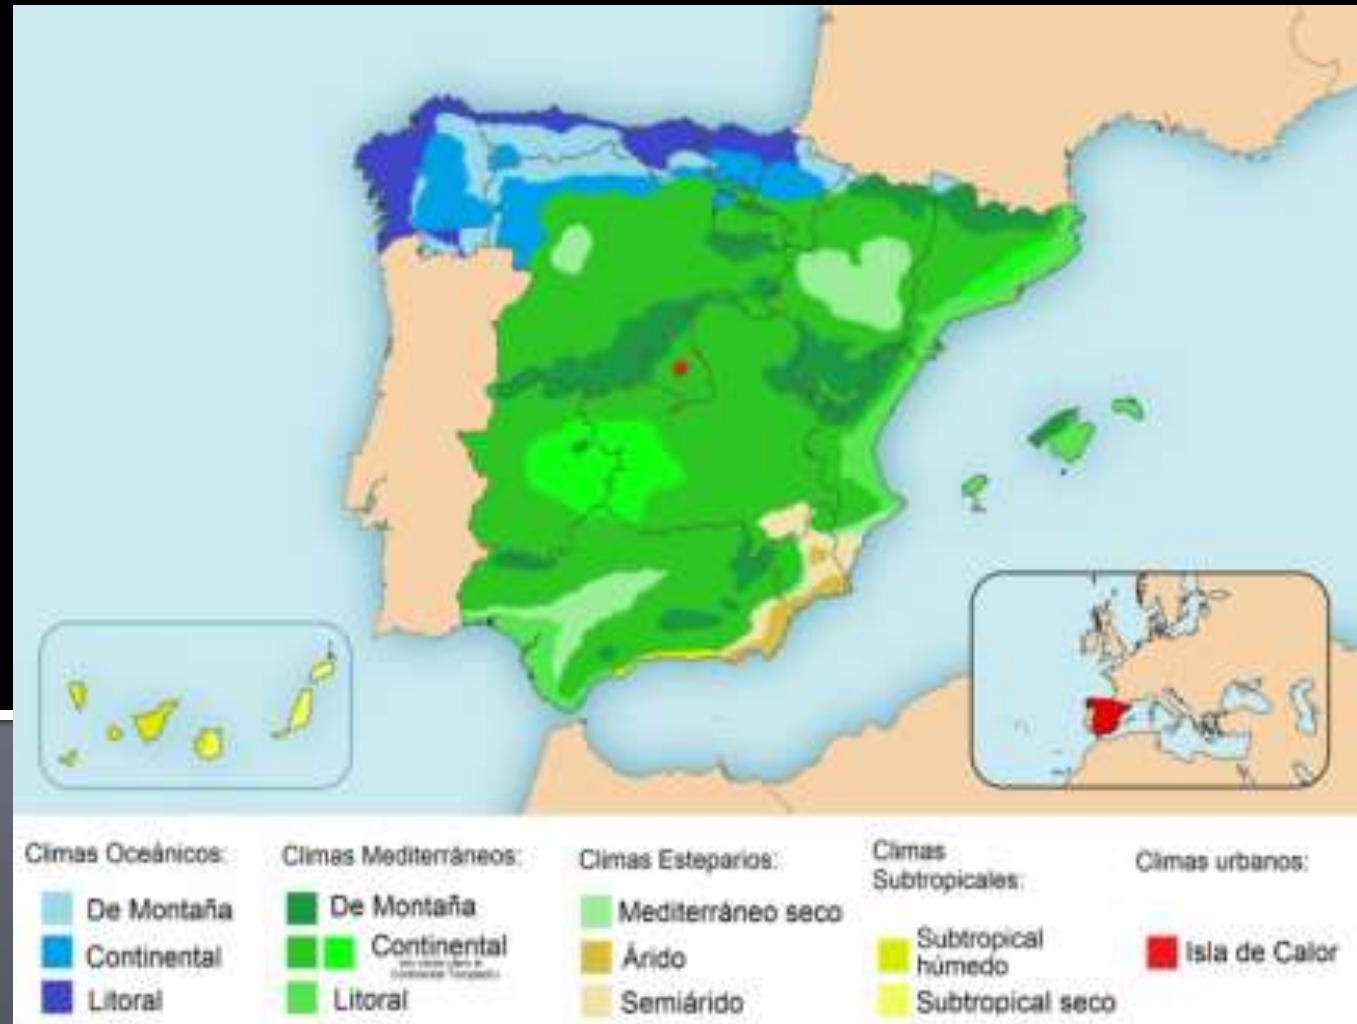 Climas Oceánicos:
De Montaña
Continental
Litoral
Climas Mediterráneos:
De Montaña
Continental
Litoral
Climas Esteparios:
Mediterráneo seco
Árido
Semiárido
Climas
Subtropicales:
Subtropical
húmedo
Subtropical seco
Climas urbanos:
Isla de Calor